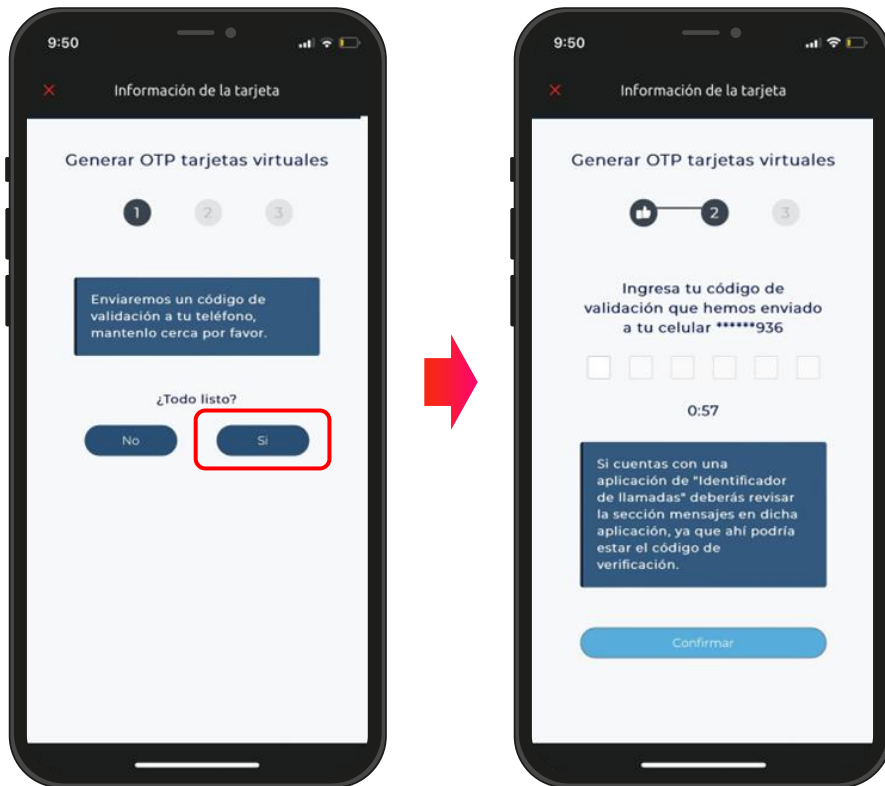 9:50
Información de la tarjeta
Generar OTP tarjetas virtuales
1 2 3
Enviaremos un código de
validación a tu teléfono,
mantenlo cerca por favor.
¿Todo listo?
No Si
9:50
Información de la tarjeta
Generar OTP tarjetas virtuales
2 3
Ingresa tu código de
validación que hemos enviado
a tu celular ******936
0:57
Si cuentas con una
aplicación de "Identificador
de llamadas" deberás revisar
la sección mensajes en dicha
aplicación, ya que ahí podría
estar el código de
verificación.
Confirmar